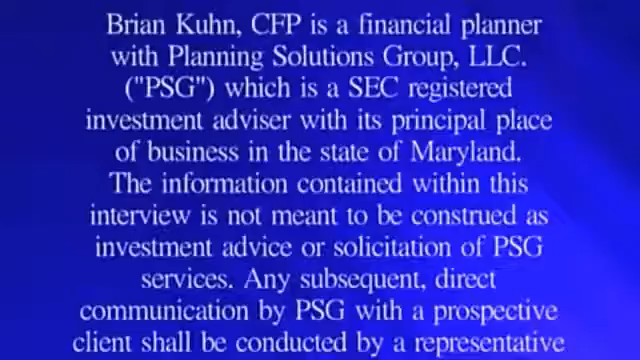 Brian Kuhn, CFP is a financial planner
with Planning Solutions Group, LLC.
("PSG") which is a SEC registered
investment adviser with its principal place
of business in the state of Maryland.
The information contained within this
interview is not meant to be construed as
investment advice or solicitation of PSG
services. Any subsequent, direct
communication by PSG with a prospective
client shall be conducted by a representative